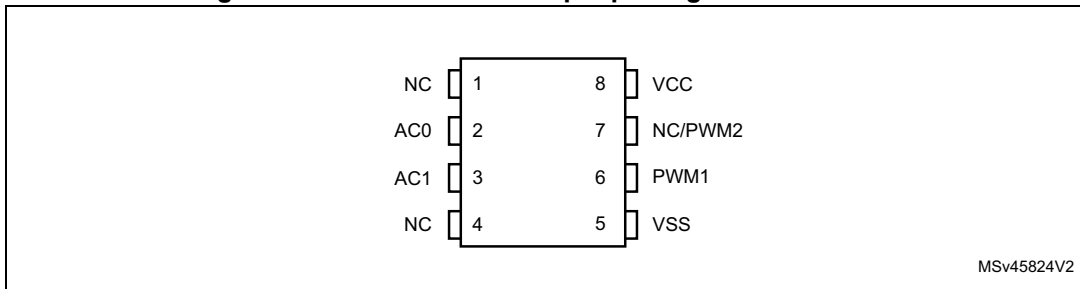 NC 1 8 VCC
AC0 2 7 NC/PWM2
AC1 3 6 PWM1
NC 4 5 VSS
MSv45824V2